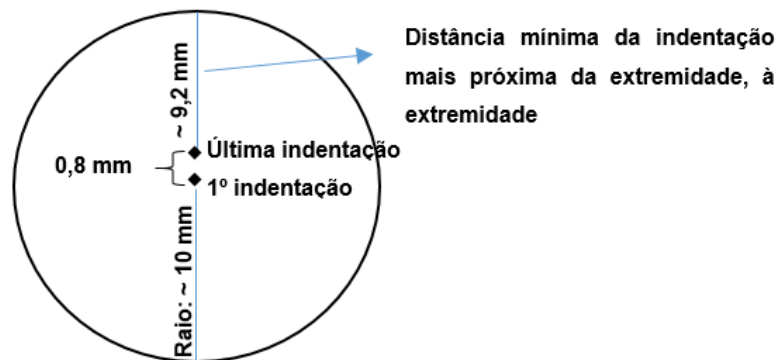 Distância mínima da indentação
mais próxima da extremidade, à
extremidade
~ 9,2 mm
Última indentação
0,8 mm
1º indentação
Raio: ~ 10 mm